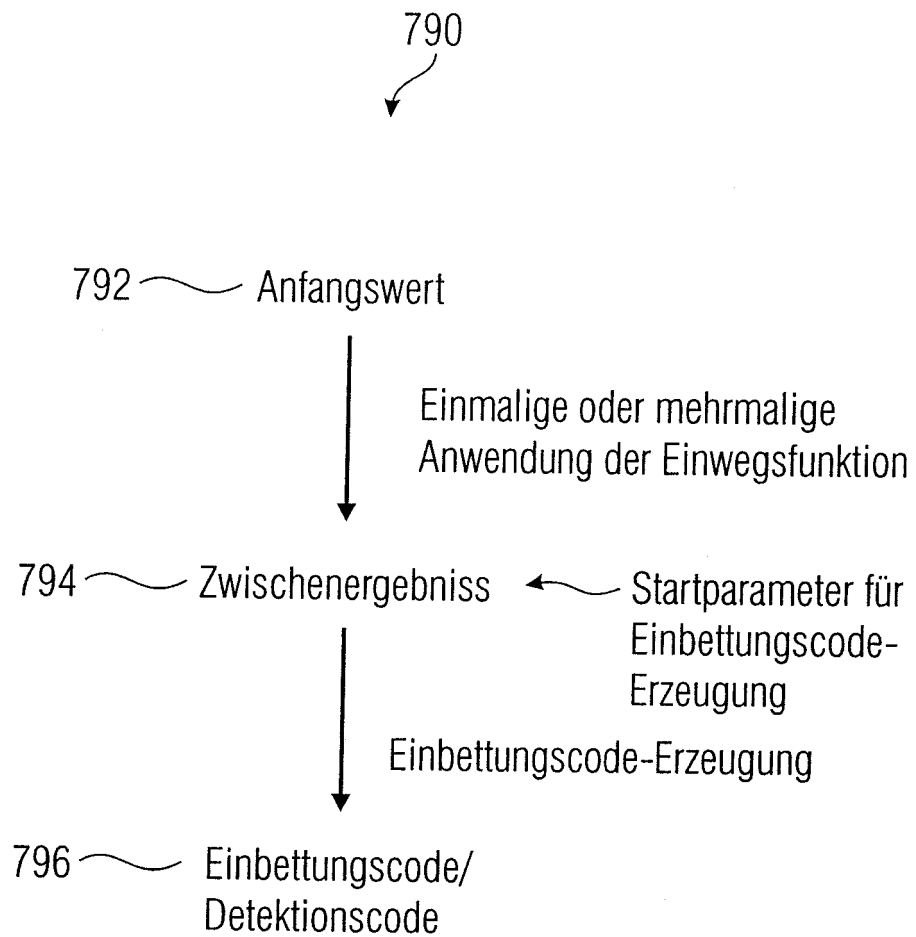 790
792 Anfangswert
Einmalige oder mehrmalige
Anwendung der Einwegsfunktion
794 Zwischenergebniss
Startparameter für
Einbettungscode-
Erzeugung
Einbettungscode-Erzeugung
796 Einbettungscode/
Detektionscode